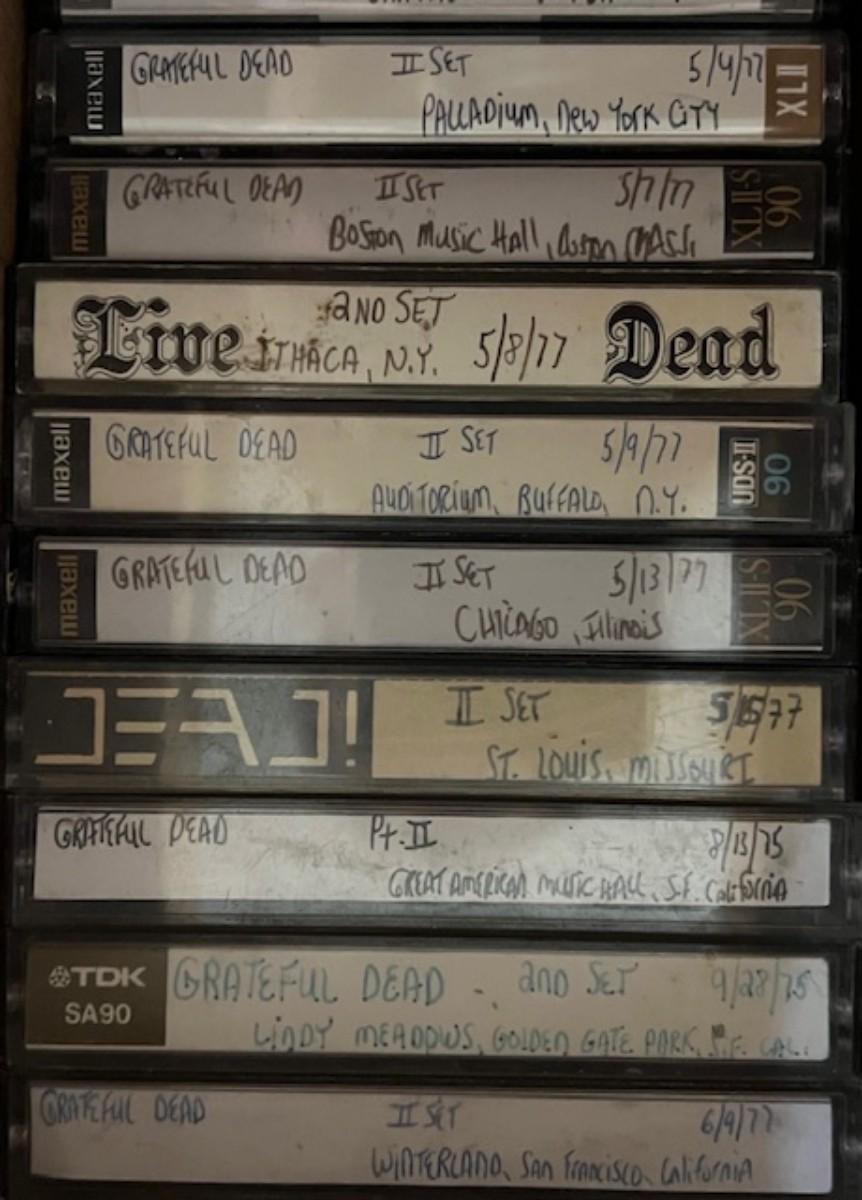 maxell GRATEFUL DEAD II SET 5/4/77 XLII
PALLADIUM, NEW YORK CITY
maxell GRATEFUL DEAD II SET 5/7/77 XLII-S 90
BOSTON MUSIC HALL, BOSTON MASS.
Live 2ND SET Dead
ITHACA, N.Y. 5/8/77
maxell GRATEFUL DEAD II SET 5/9/77 UDS-II 90
AUDITORIUM, BUFFALO, N.Y.
maxell GRATEFUL DEAD II SET 5/13/77 XLII-S 90
CHICAGO, Illinois
DEAD! II SET 5/15/77
ST. LOUIS, MISSOURI
GRATEFUL DEAD Pt. II 8/13/75
GREAT AMERICAN MUSIC HALL, S.F. California
TDK GRATEFUL DEAD - 2ND SET 9/28/75
SA90 LINDY MEADOWS, GOLDEN GATE PARK, S.F. CAL.
GRATEFUL DEAD II SET 6/9/77
WINTERLAND, San Francisco, California